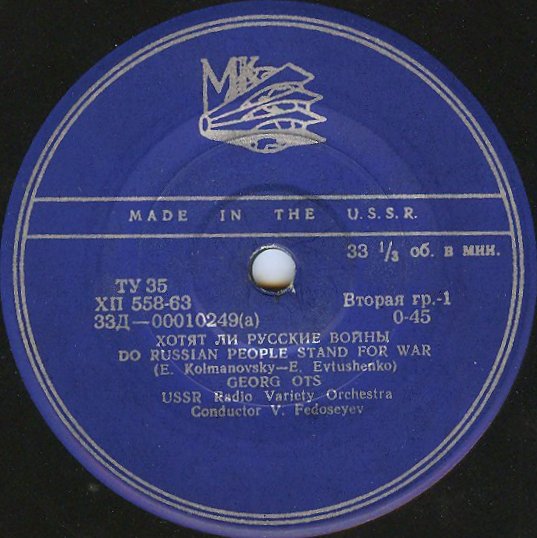 МК
MADE IN THE U.S.S.R.
33 1/3 об. в мин.
ТУ 35
ХП 558-63
Вторая гр.-1
33Д—00010249(а)
0-45
ХОТЯТ ЛИ РУССКИЕ ВОЙНЫ
DO RUSSIAN PEOPLE STAND FOR WAR
(E. Kolmanovsky—E. Evtushenko)
GEORG OTS
USSR Radio Variety Orchestra
Conductor V. Fedoseyev